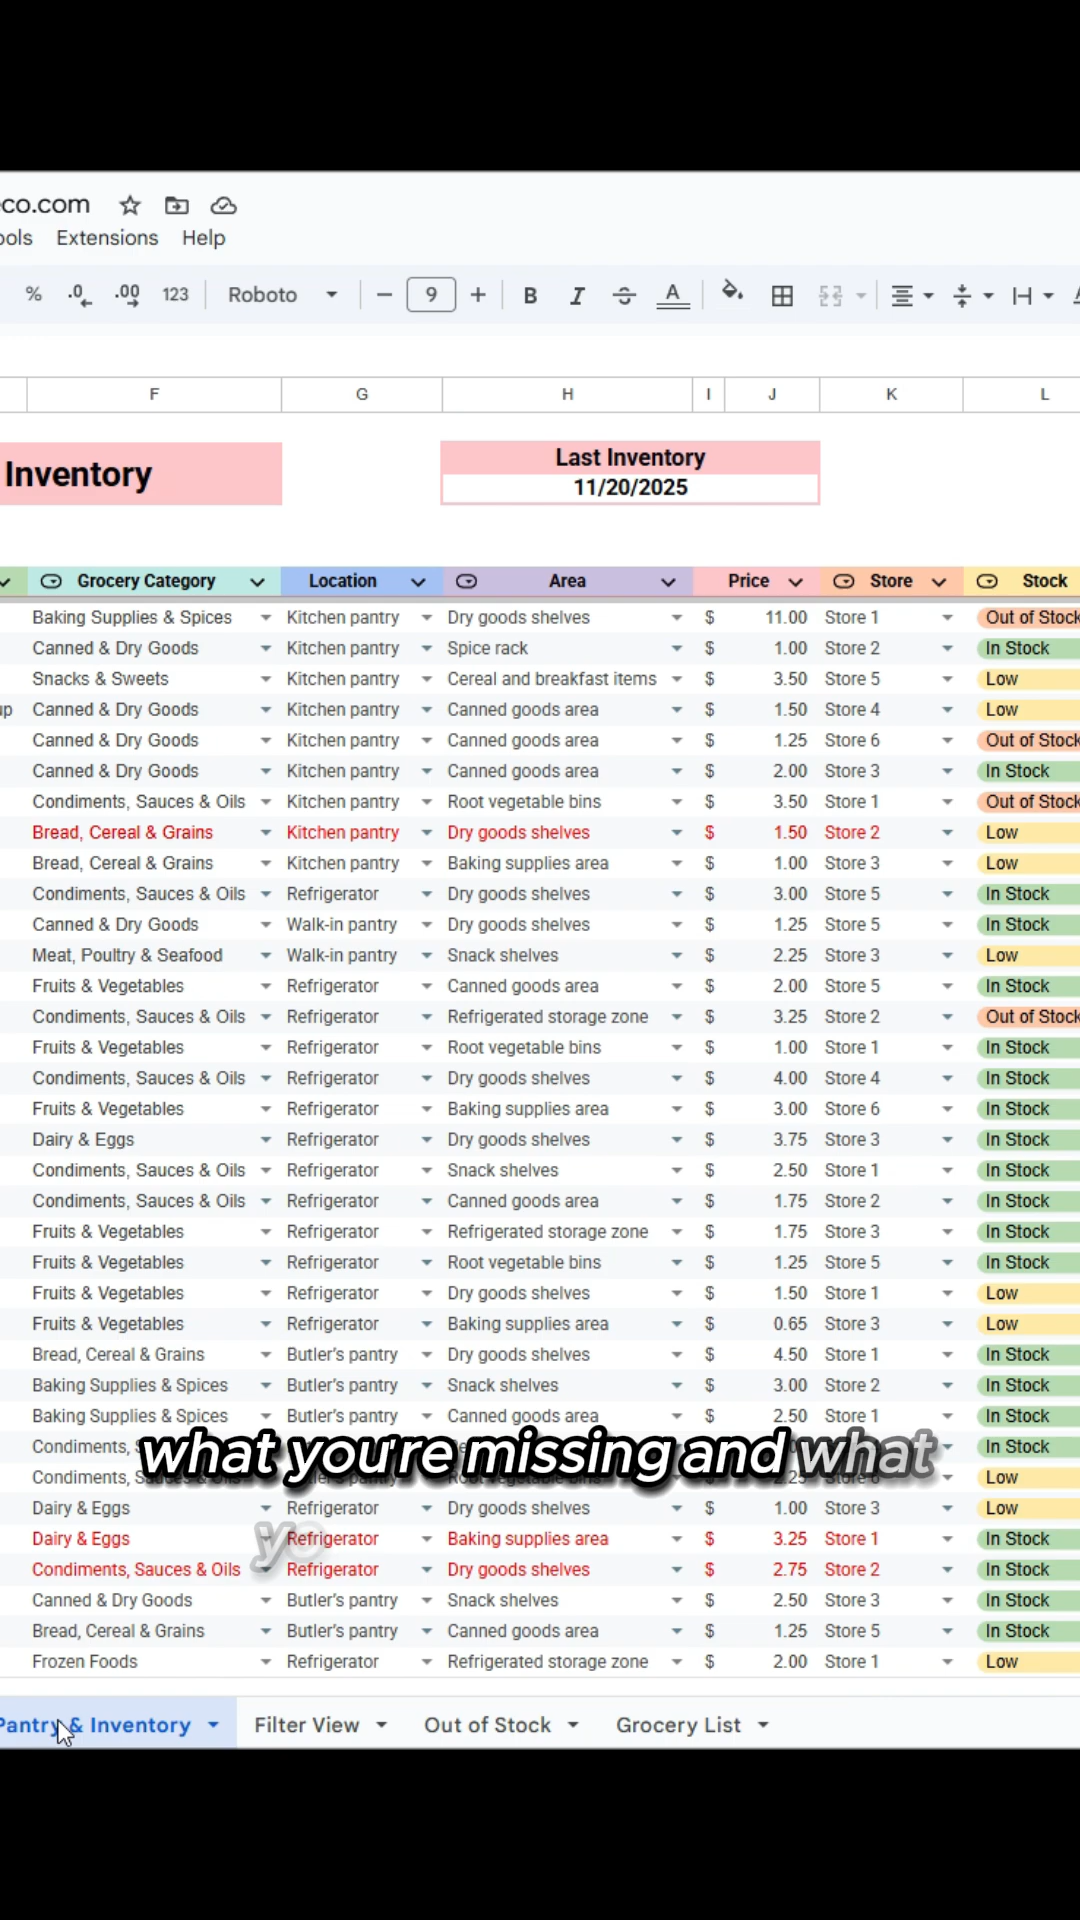 co.com
ools Extensions Help
% .0 .00 123 Roboto 9 B I A
F G H I J K L
Inventory
Last Inventory
11/20/2025
Grocery Category Location Area Price Store Stock
Baking Supplies & Spices Kitchen pantry Dry goods shelves $ 11.00 Store 1 Out of Stock
Canned & Dry Goods Kitchen pantry Spice rack $ 1.00 Store 2 In Stock
Snacks & Sweets Kitchen pantry Cereal and breakfast items $ 3.50 Store 5 Low
up Canned & Dry Goods Kitchen pantry Canned goods area $ 1.50 Store 4 Low
Canned & Dry Goods Kitchen pantry Canned goods area $ 1.25 Store 6 Out of Stock
Canned & Dry Goods Kitchen pantry Canned goods area $ 2.00 Store 3 In Stock
Condiments, Sauces & Oils Kitchen pantry Root vegetable bins $ 3.50 Store 1 Out of Stock
Bread, Cereal & Grains Kitchen pantry Dry goods shelves $ 1.50 Store 2 Low
Bread, Cereal & Grains Kitchen pantry Baking supplies area $ 1.00 Store 3 Low
Condiments, Sauces & Oils Refrigerator Dry goods shelves $ 3.00 Store 5 In Stock
Canned & Dry Goods Walk-in pantry Dry goods shelves $ 1.25 Store 5 In Stock
Meat, Poultry & Seafood Walk-in pantry Snack shelves $ 2.25 Store 3 Low
Fruits & Vegetables Refrigerator Canned goods area $ 2.00 Store 5 In Stock
Condiments, Sauces & Oils Refrigerator Refrigerated storage zone $ 3.25 Store 2 Out of Stock
Fruits & Vegetables Refrigerator Root vegetable bins $ 1.00 Store 1 In Stock
Condiments, Sauces & Oils Refrigerator Dry goods shelves $ 4.00 Store 4 In Stock
Fruits & Vegetables Refrigerator Baking supplies area $ 3.00 Store 6 In Stock
Dairy & Eggs Refrigerator Dry goods shelves $ 3.75 Store 3 In Stock
Condiments, Sauces & Oils Refrigerator Snack shelves $ 2.50 Store 1 In Stock
Condiments, Sauces & Oils Refrigerator Canned goods area $ 1.75 Store 2 In Stock
Fruits & Vegetables Refrigerator Refrigerated storage zone $ 1.75 Store 3 In Stock
Fruits & Vegetables Refrigerator Root vegetable bins $ 1.25 Store 5 In Stock
Fruits & Vegetables Refrigerator Dry goods shelves $ 1.50 Store 1 Low
Fruits & Vegetables Refrigerator Baking supplies area $ 0.65 Store 3 Low
Bread, Cereal & Grains Butler's pantry Dry goods shelves $ 4.50 Store 1 In Stock
Baking Supplies & Spices Butler's pantry Snack shelves $ 3.00 Store 2 In Stock
Baking Supplies & Spices Butler's pantry Canned goods area $ 2.50 Store 1 In Stock
Condiments, In Stock
what you're missing and what
yo
Condiments, Low
Dairy & Eggs Refrigerator Dry goods shelves $ 1.00 Store 3 Low
Dairy & Eggs Refrigerator Baking supplies area $ 3.25 Store 1 In Stock
Condiments, Sauces & Oils Refrigerator Dry goods shelves $ 2.75 Store 2 In Stock
Canned & Dry Goods Butler's pantry Snack shelves $ 2.50 Store 3 In Stock
Bread, Cereal & Grains Butler's pantry Canned goods area $ 1.25 Store 5 In Stock
Frozen Foods Refrigerator Refrigerated storage zone $ 2.00 Store 1 Low
Pantry & Inventory Filter View Out of Stock Grocery List